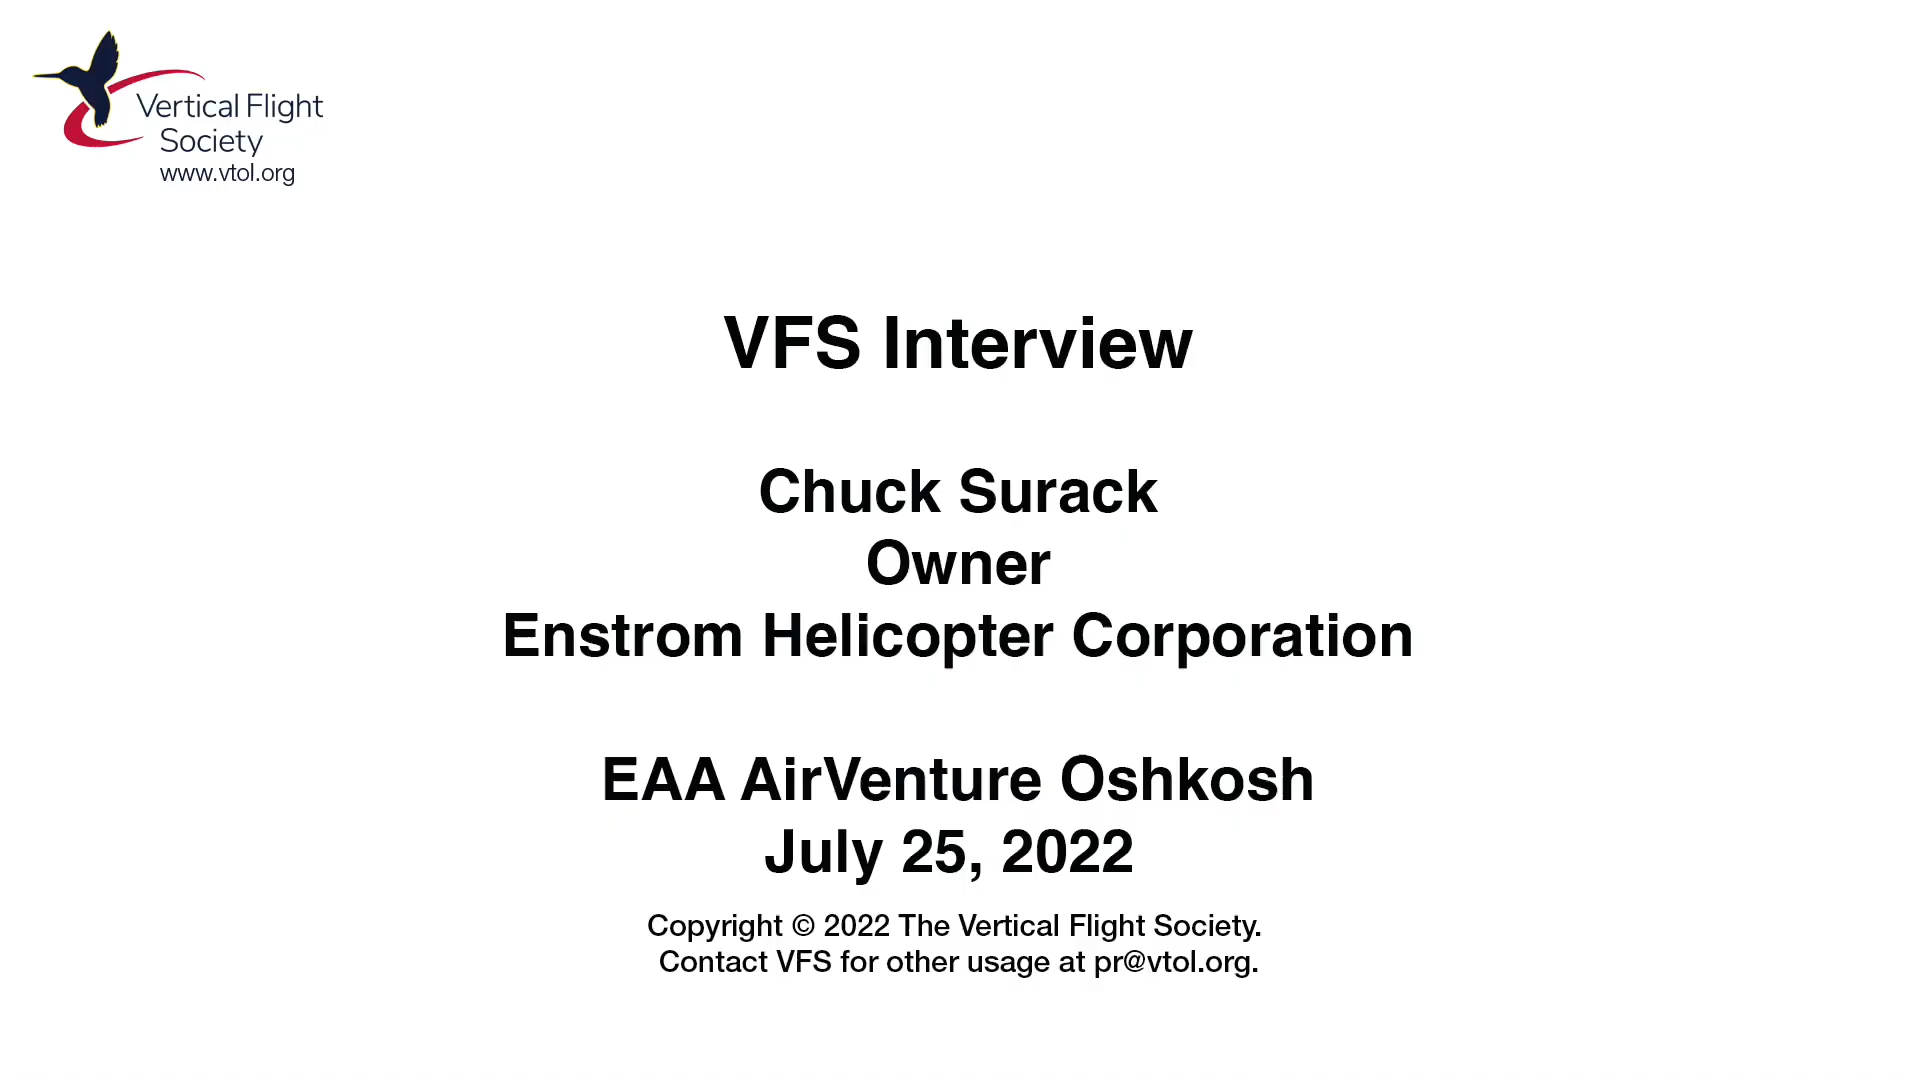 Vertical Flight
Society
www.vtol.org
VFS Interview
Chuck Surack
Owner
Enstrom Helicopter Corporation
EAA AirVenture Oshkosh
July 25, 2022
Copyright © 2022 The Vertical Flight Society.
Contact VFS for other usage at pr@vtol.org.